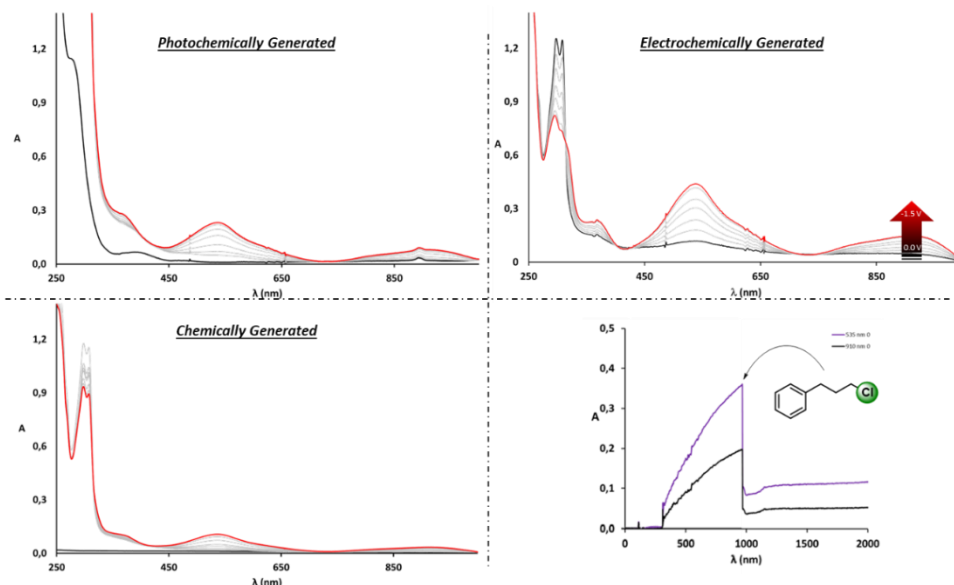 Photochemically Generated
1,2
0,9
A
0,6
0,3
0,0
250
450
650
850
λ (nm)
Electrochemically Generated
1,2
0,9
A
0,6
0,3
0,0
250
450
650
850
λ (nm)
-1.5 V
0.0 V
Chemically Generated
1,2
0,9
A
0,6
0,3
0,0
250
450
650
850
λ (nm)
0,5
0,4
0,3
A
0,2
0,1
0,0
0
500
1000
1500
2000
λ (nm)
535 nm 0
910 nm 0
Cl